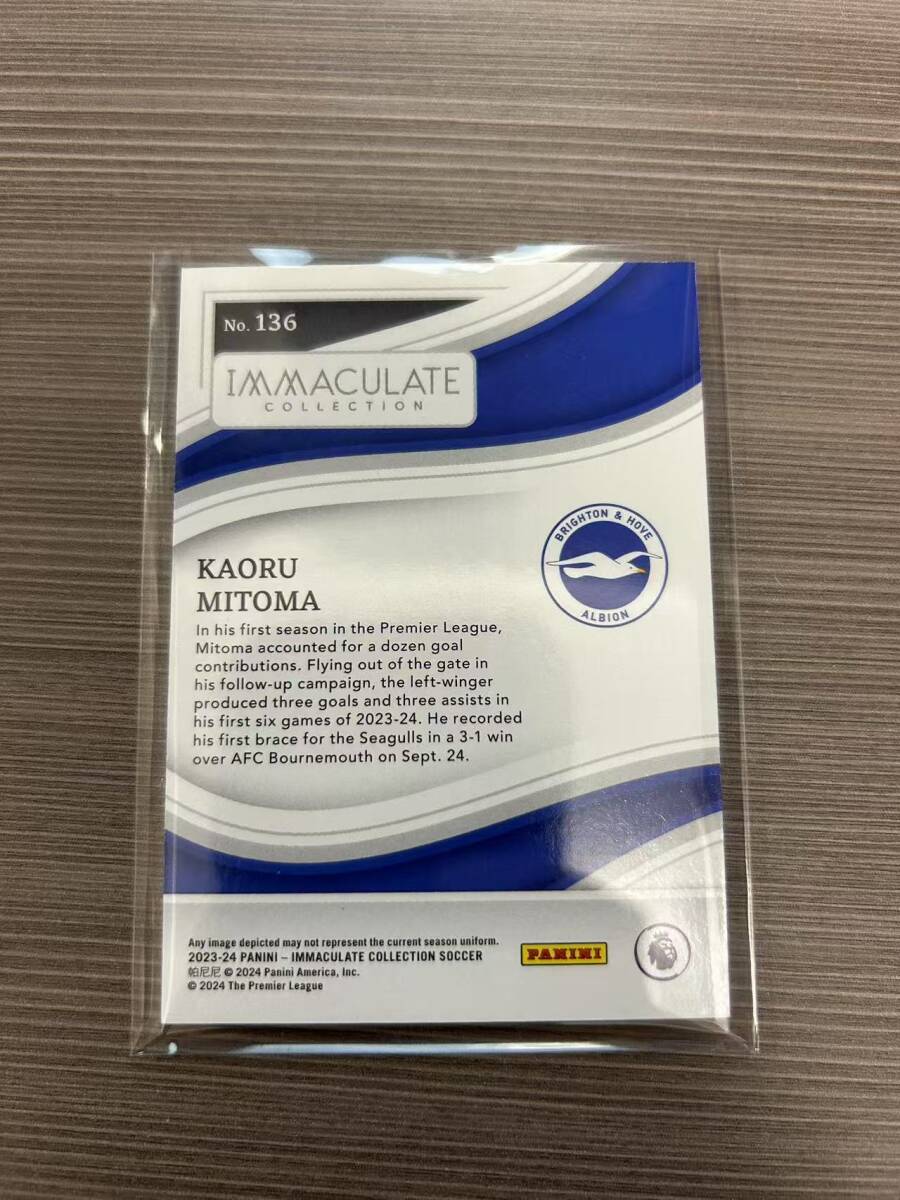 No. 136
IMMACULATE
COLLECTION
BRIGHTON & HOVE
ALBION
KAORU
MITOMA
In his first season in the Premier League,
Mitoma accounted for a dozen goal
contributions. Flying out of the gate in
his follow-up campaign, the left-winger
produced three goals and three assists in
his first six games of 2023-24. He recorded
his first brace for the Seagulls in a 3-1 win
over AFC Bournemouth on Sept. 24.
Any image depicted may not represent the current season uniform.
2023-24 PANINI – IMMACULATE COLLECTION SOCCER
帕尼尼 © 2024 Panini America, Inc.
© 2024 The Premier League
PANINI